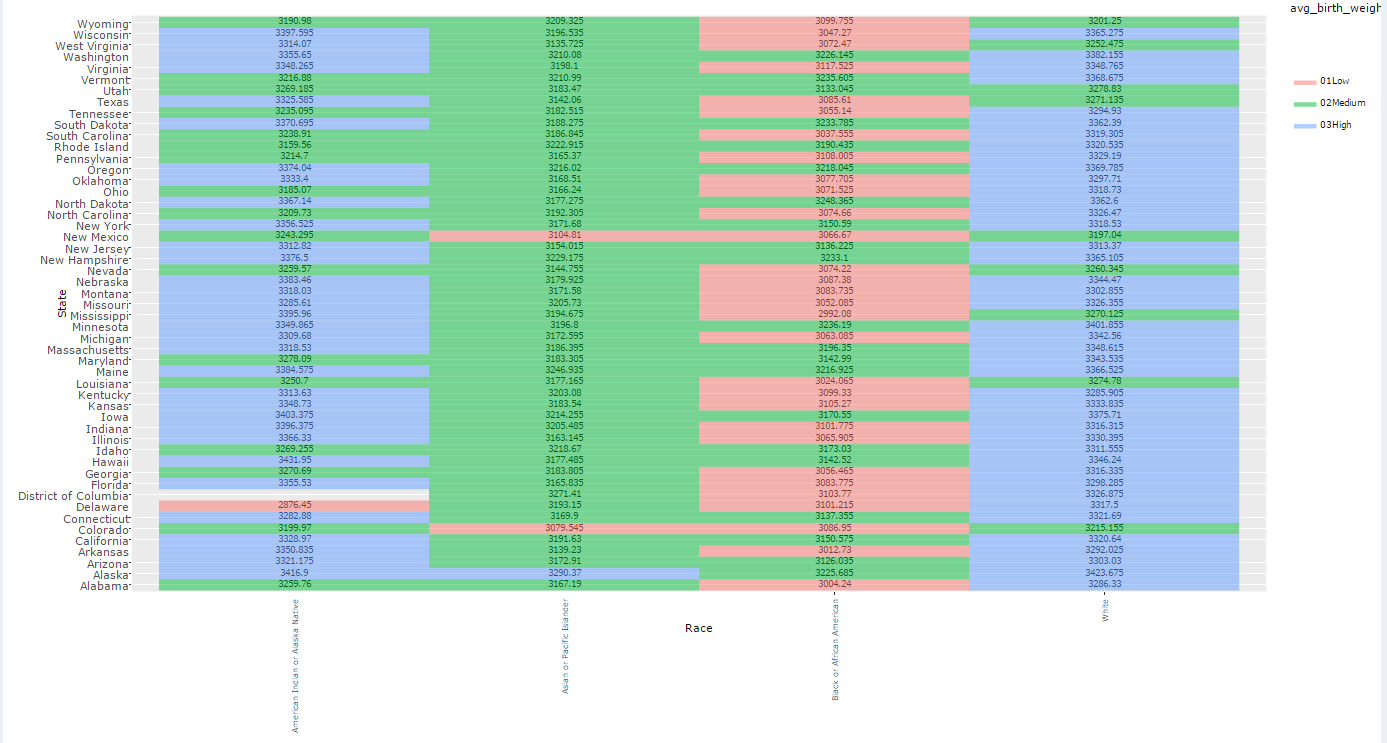 avg_birth_weigh
01Low
02Medium
03High
State
Wyoming 3190.98 3209.325 3099.755 3201.25
Wisconsin 3397.595 3196.535 3047.27 3365.275
West Virginia 3314.07 3135.725 3072.47 3252.475
Washington 3355.65 3210.08 3226.145 3382.155
Virginia 3348.265 3198.1 3117.525 3348.765
Vermont 3216.88 3210.99 3235.605 3368.675
Utah 3269.185 3183.47 3133.045 3278.83
Texas 3325.585 3142.06 3085.61 3271.135
Tennessee 3235.095 3182.515 3055.14 3294.93
South Dakota 3370.695 3188.275 3233.785 3362.39
South Carolina 3238.91 3186.845 3037.555 3319.305
Rhode Island 3159.56 3222.915 3190.435 3320.535
Pennsylvania 3214.7 3165.37 3108.005 3329.19
Oregon 3374.04 3216.02 3218.045 3369.785
Oklahoma 3333.4 3168.51 3077.705 3297.71
Ohio 3185.07 3166.24 3071.525 3318.73
North Dakota 3367.14 3177.275 3248.365 3362.6
North Carolina 3209.73 3192.305 3074.66 3326.47
New York 3356.525 3171.68 3150.59 3318.53
New Mexico 3243.295 3104.81 3066.67 3197.04
New Jersey 3312.82 3154.015 3136.225 3313.37
New Hampshire 3376.5 3229.175 3233.1 3365.105
Nevada 3259.57 3144.755 3074.22 3260.345
Nebraska 3383.46 3179.925 3087.38 3344.47
Montana 3318.03 3171.58 3083.735 3302.855
Missouri 3285.61 3205.73 3052.085 3326.355
Mississippi 3395.96 3194.675 2992.08 3270.125
Minnesota 3349.865 3196.8 3236.19 3401.855
Michigan 3309.68 3172.595 3063.085 3342.56
Massachusetts 3318.53 3186.395 3196.35 3348.615
Maryland 3278.09 3183.305 3142.99 3343.535
Maine 3384.575 3246.935 3216.925 3366.525
Louisiana 3250.7 3177.165 3024.065 3274.78
Kentucky 3313.63 3203.08 3099.33 3285.905
Kansas 3348.73 3183.54 3105.27 3333.835
Iowa 3403.375 3214.255 3170.55 3375.71
Indiana 3396.375 3205.485 3101.775 3316.315
Illinois 3366.33 3163.145 3065.905 3330.395
Idaho 3269.255 3218.67 3173.03 3311.555
Hawaii 3431.95 3177.485 3142.52 3346.24
Georgia 3270.69 3183.805 3056.465 3316.335
Florida 3355.53 3165.835 3083.775 3298.285
District of Columbia 3271.41 3103.77 3326.875
Delaware 2876.45 3193.15 3101.215 3317.5
Connecticut 3282.88 3169.9 3137.355 3321.69
Colorado 3199.97 3079.545 3086.95 3215.155
California 3328.97 3191.63 3150.575 3320.64
Arkansas 3350.835 3139.23 3012.73 3292.025
Arizona 3321.175 3172.91 3126.035 3303.03
Alaska 3416.9 3290.37 3225.685 3423.675
Alabama 3259.76 3167.19 3004.24 3286.33
American Indian or Alaska Native
Asian or Pacific Islander
Black or African American
White
Race